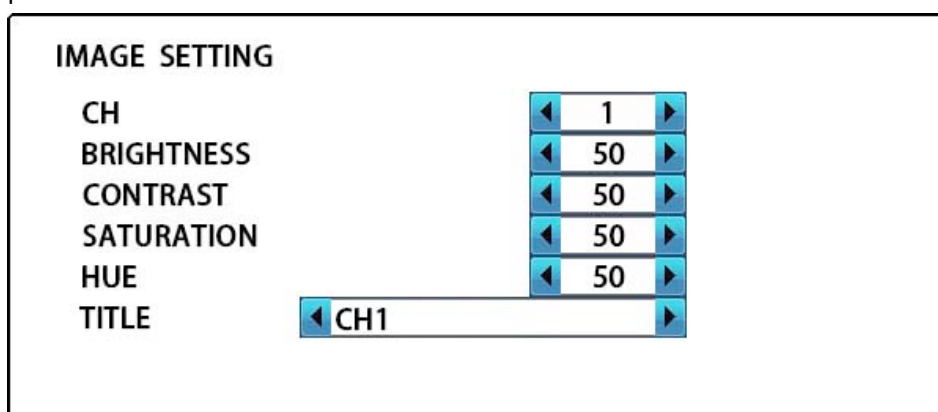 IMAGE SETTING
CH 1
BRIGHTNESS 50
CONTRAST 50
SATURATION 50
HUE 50
TITLE CH1